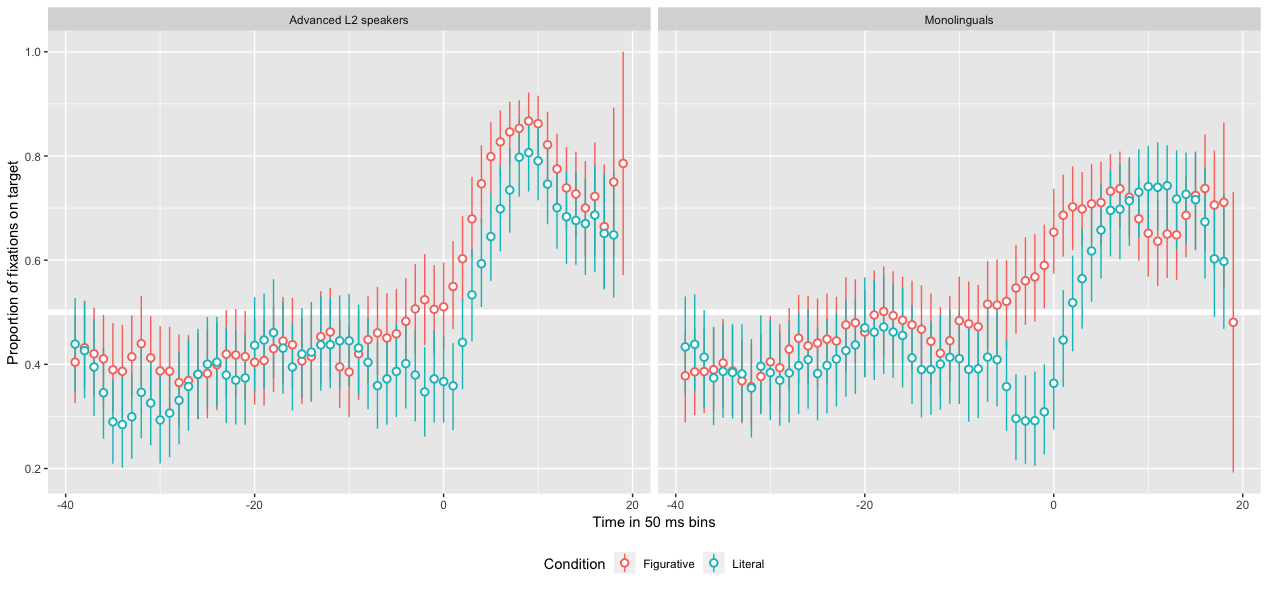 Advanced L2 speakers
Monolinguals
Proportion of fixations on target
1.0
0.8
0.6
0.4
0.2
-40 -20 0 20
-40 -20 0 20
Time in 50 ms bins
Condition Figurative Literal